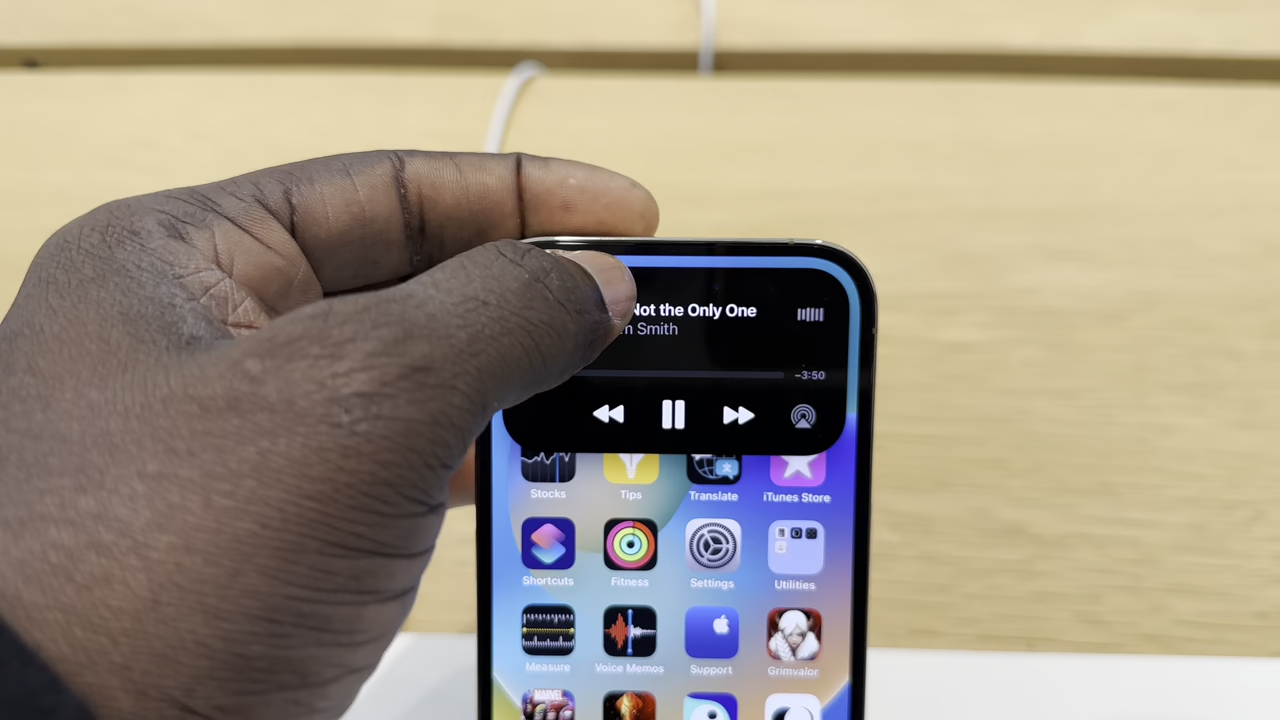 Not the Only One
n Smith
-3:50
Stocks Tips Translate iTunes Store
Shortcuts Fitness Settings Utilities
Measure Voice Memos Support Grimvalor
MARVEL